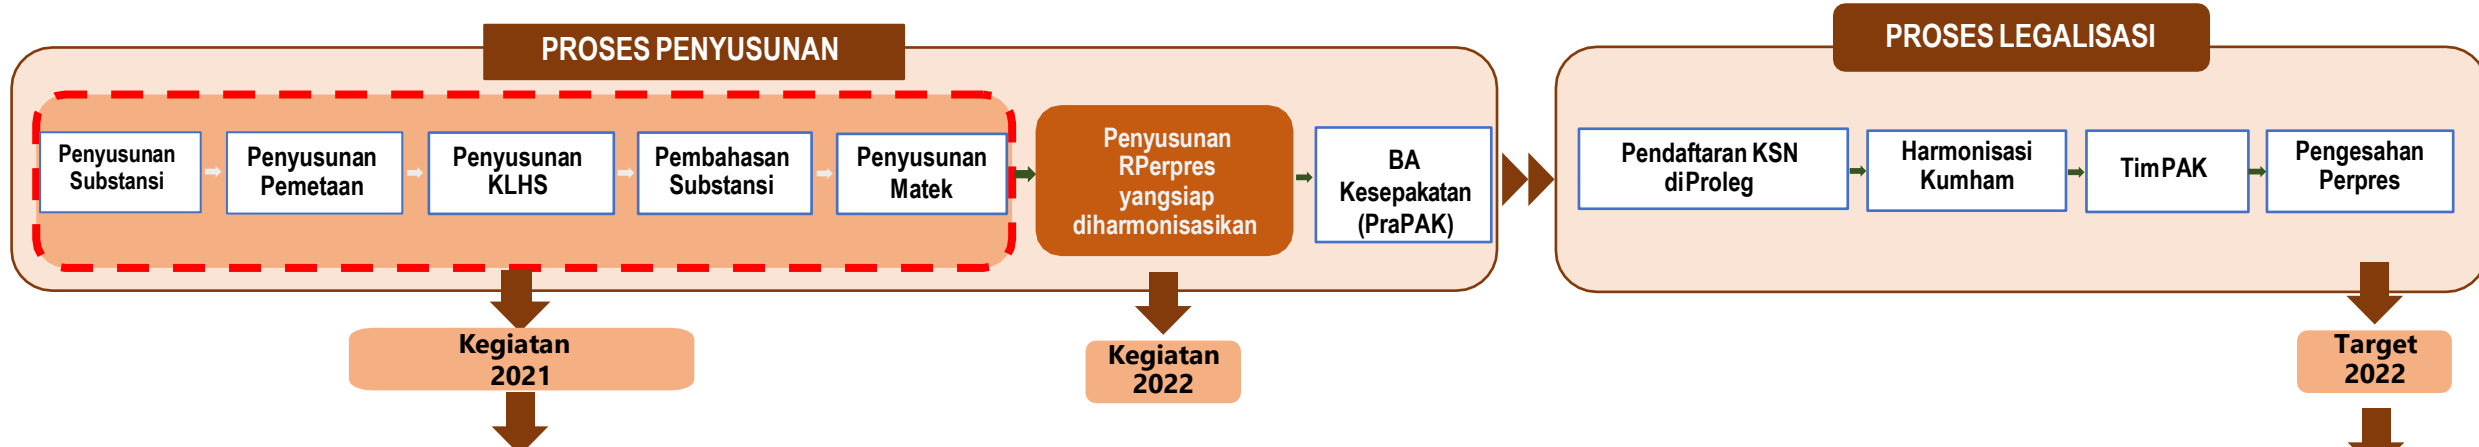 PROSES PENYUSUNAN
Penyusunan
Substansi
Penyusunan
Pemetaan
Penyusunan
KLHS
Pembahasan
Substansi
Penyusunan
Matek
Penyusunan
RPerpres
yangsiap
diharmonisasikan
BA
Kesepakatan
(PraPAK)
PROSES LEGALISASI
Pendaftaran KSN
diProleg
Harmonisasi
Kumham
TimPAK
Pengesahan
Perpres
Kegiatan
2021
Kegiatan
2022
Target
2022